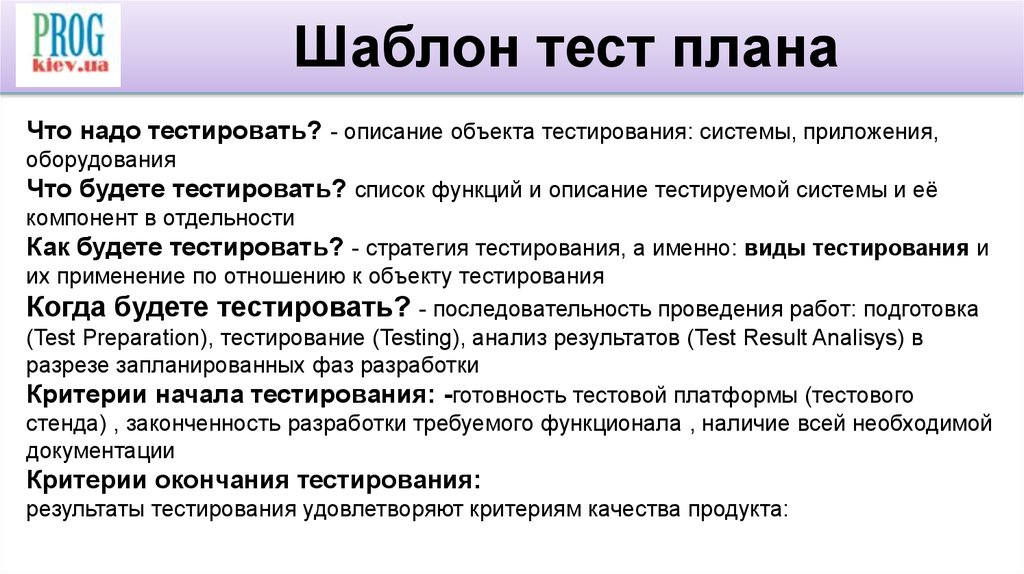 PROG
kiev.ua
Шаблон тест плана
Что надо тестировать? - описание объекта тестирования: системы, приложения,
оборудования
Что будете тестировать? список функций и описание тестируемой системы и её
компонент в отдельности
Как будете тестировать? - стратегия тестирования, а именно: виды тестирования и
их применение по отношению к объекту тестирования
Когда будете тестировать? - последовательность проведения работ: подготовка
(Test Preparation), тестирование (Testing), анализ результатов (Test Result Analisys) в
разрезе запланированных фаз разработки
Критерии начала тестирования: -готовность тестовой платформы (тестового
стенда) , законченность разработки требуемого функционала , наличие всей необходимой
документации
Критерии окончания тестирования:
результаты тестирования удовлетворяют критериям качества продукта: